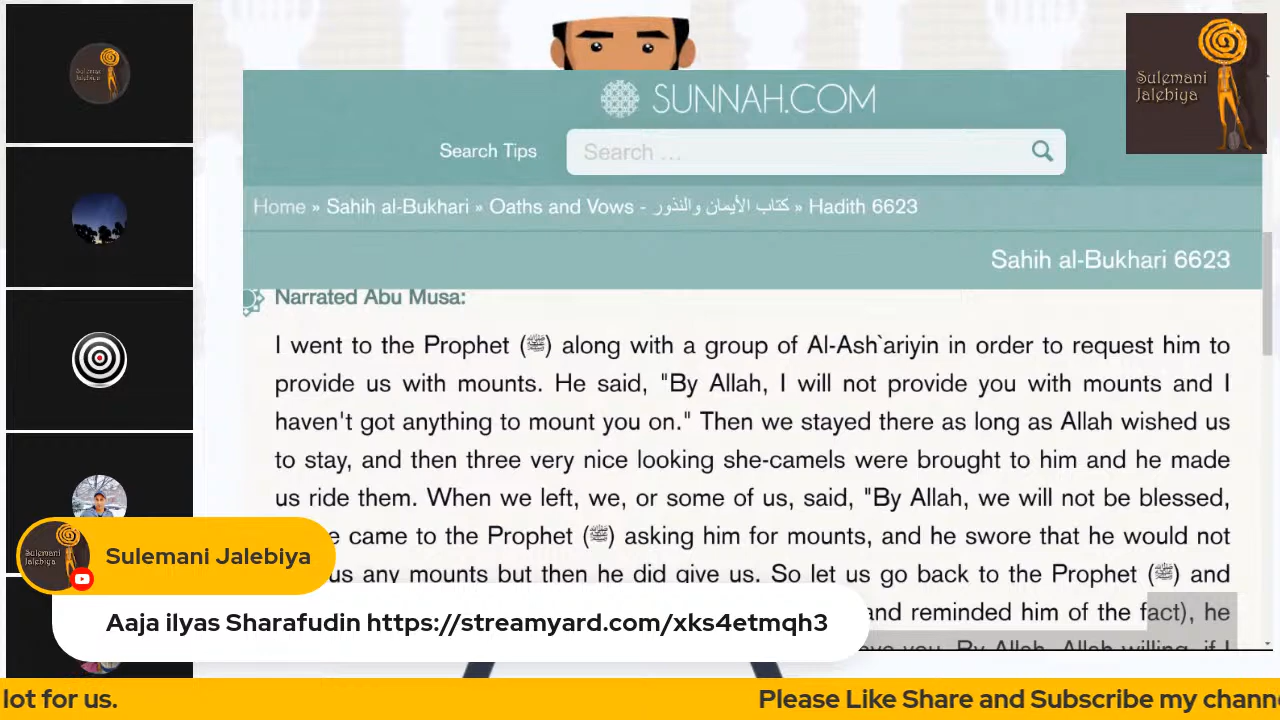 Sulemani
Jalebiya
SUNNAH.COM
Search Tips
Search ...
Home » Sahih al-Bukhari » Oaths and Vows - كتاب الأيمان والنذور » Hadith 6623
Sahih al-Bukhari 6623
Narrated Abu Musa:
I went to the Prophet (ﷺ) along with a group of Al-Ash`ariyin in order to request him to
provide us with mounts. He said, "By Allah, I will not provide you with mounts and I
haven't got anything to mount you on." Then we stayed there as long as Allah wished us
to stay, and then three very nice looking she-camels were brought to him and he made
us ride them. When we left, we, or some of us, said, "By Allah, we will not be blessed,
came to the Prophet (ﷺ) asking him for mounts, and he swore that he would not
us any mounts but then he did give us. So let us go back to the Prophet (ﷺ) and
and reminded him of the fact), he
you. By Allah, Allah willing, if I
Sulemani Jalebiya
Aaja ilyas Sharafudin https://streamyard.com/xks4etmqh3
lot for us.
Please Like Share and Subscribe my